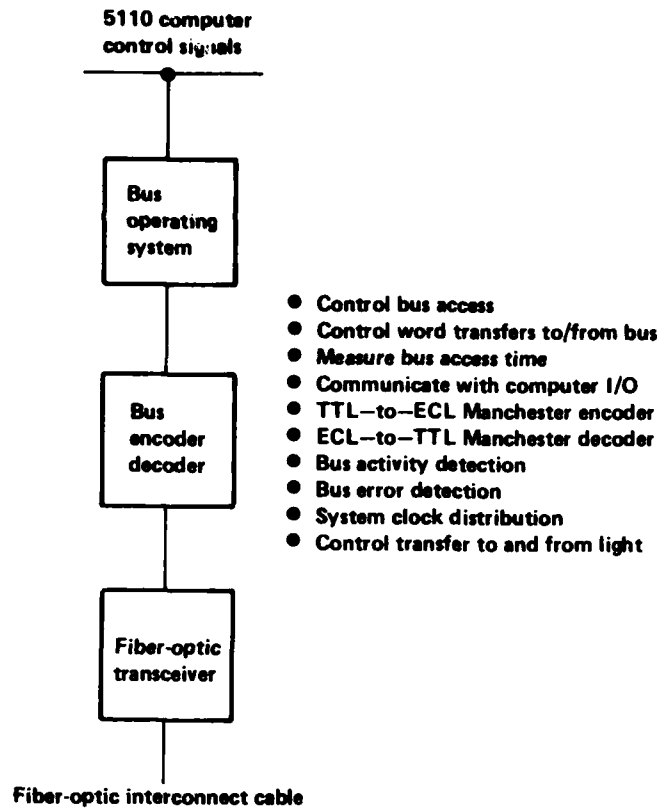 5110 computer
control signals
Bus
operating
system
● Control bus access
● Control word transfers to/from bus
● Measure bus access time
● Communicate with computer I/O
● TTL—to—ECL Manchester encoder
● ECL—to—TTL Manchester decoder
● Bus activity detection
● Bus error detection
● System clock distribution
● Control transfer to and from light
Bus
encoder
decoder
Fiber-optic
transceiver
Fiber-optic interconnect cable